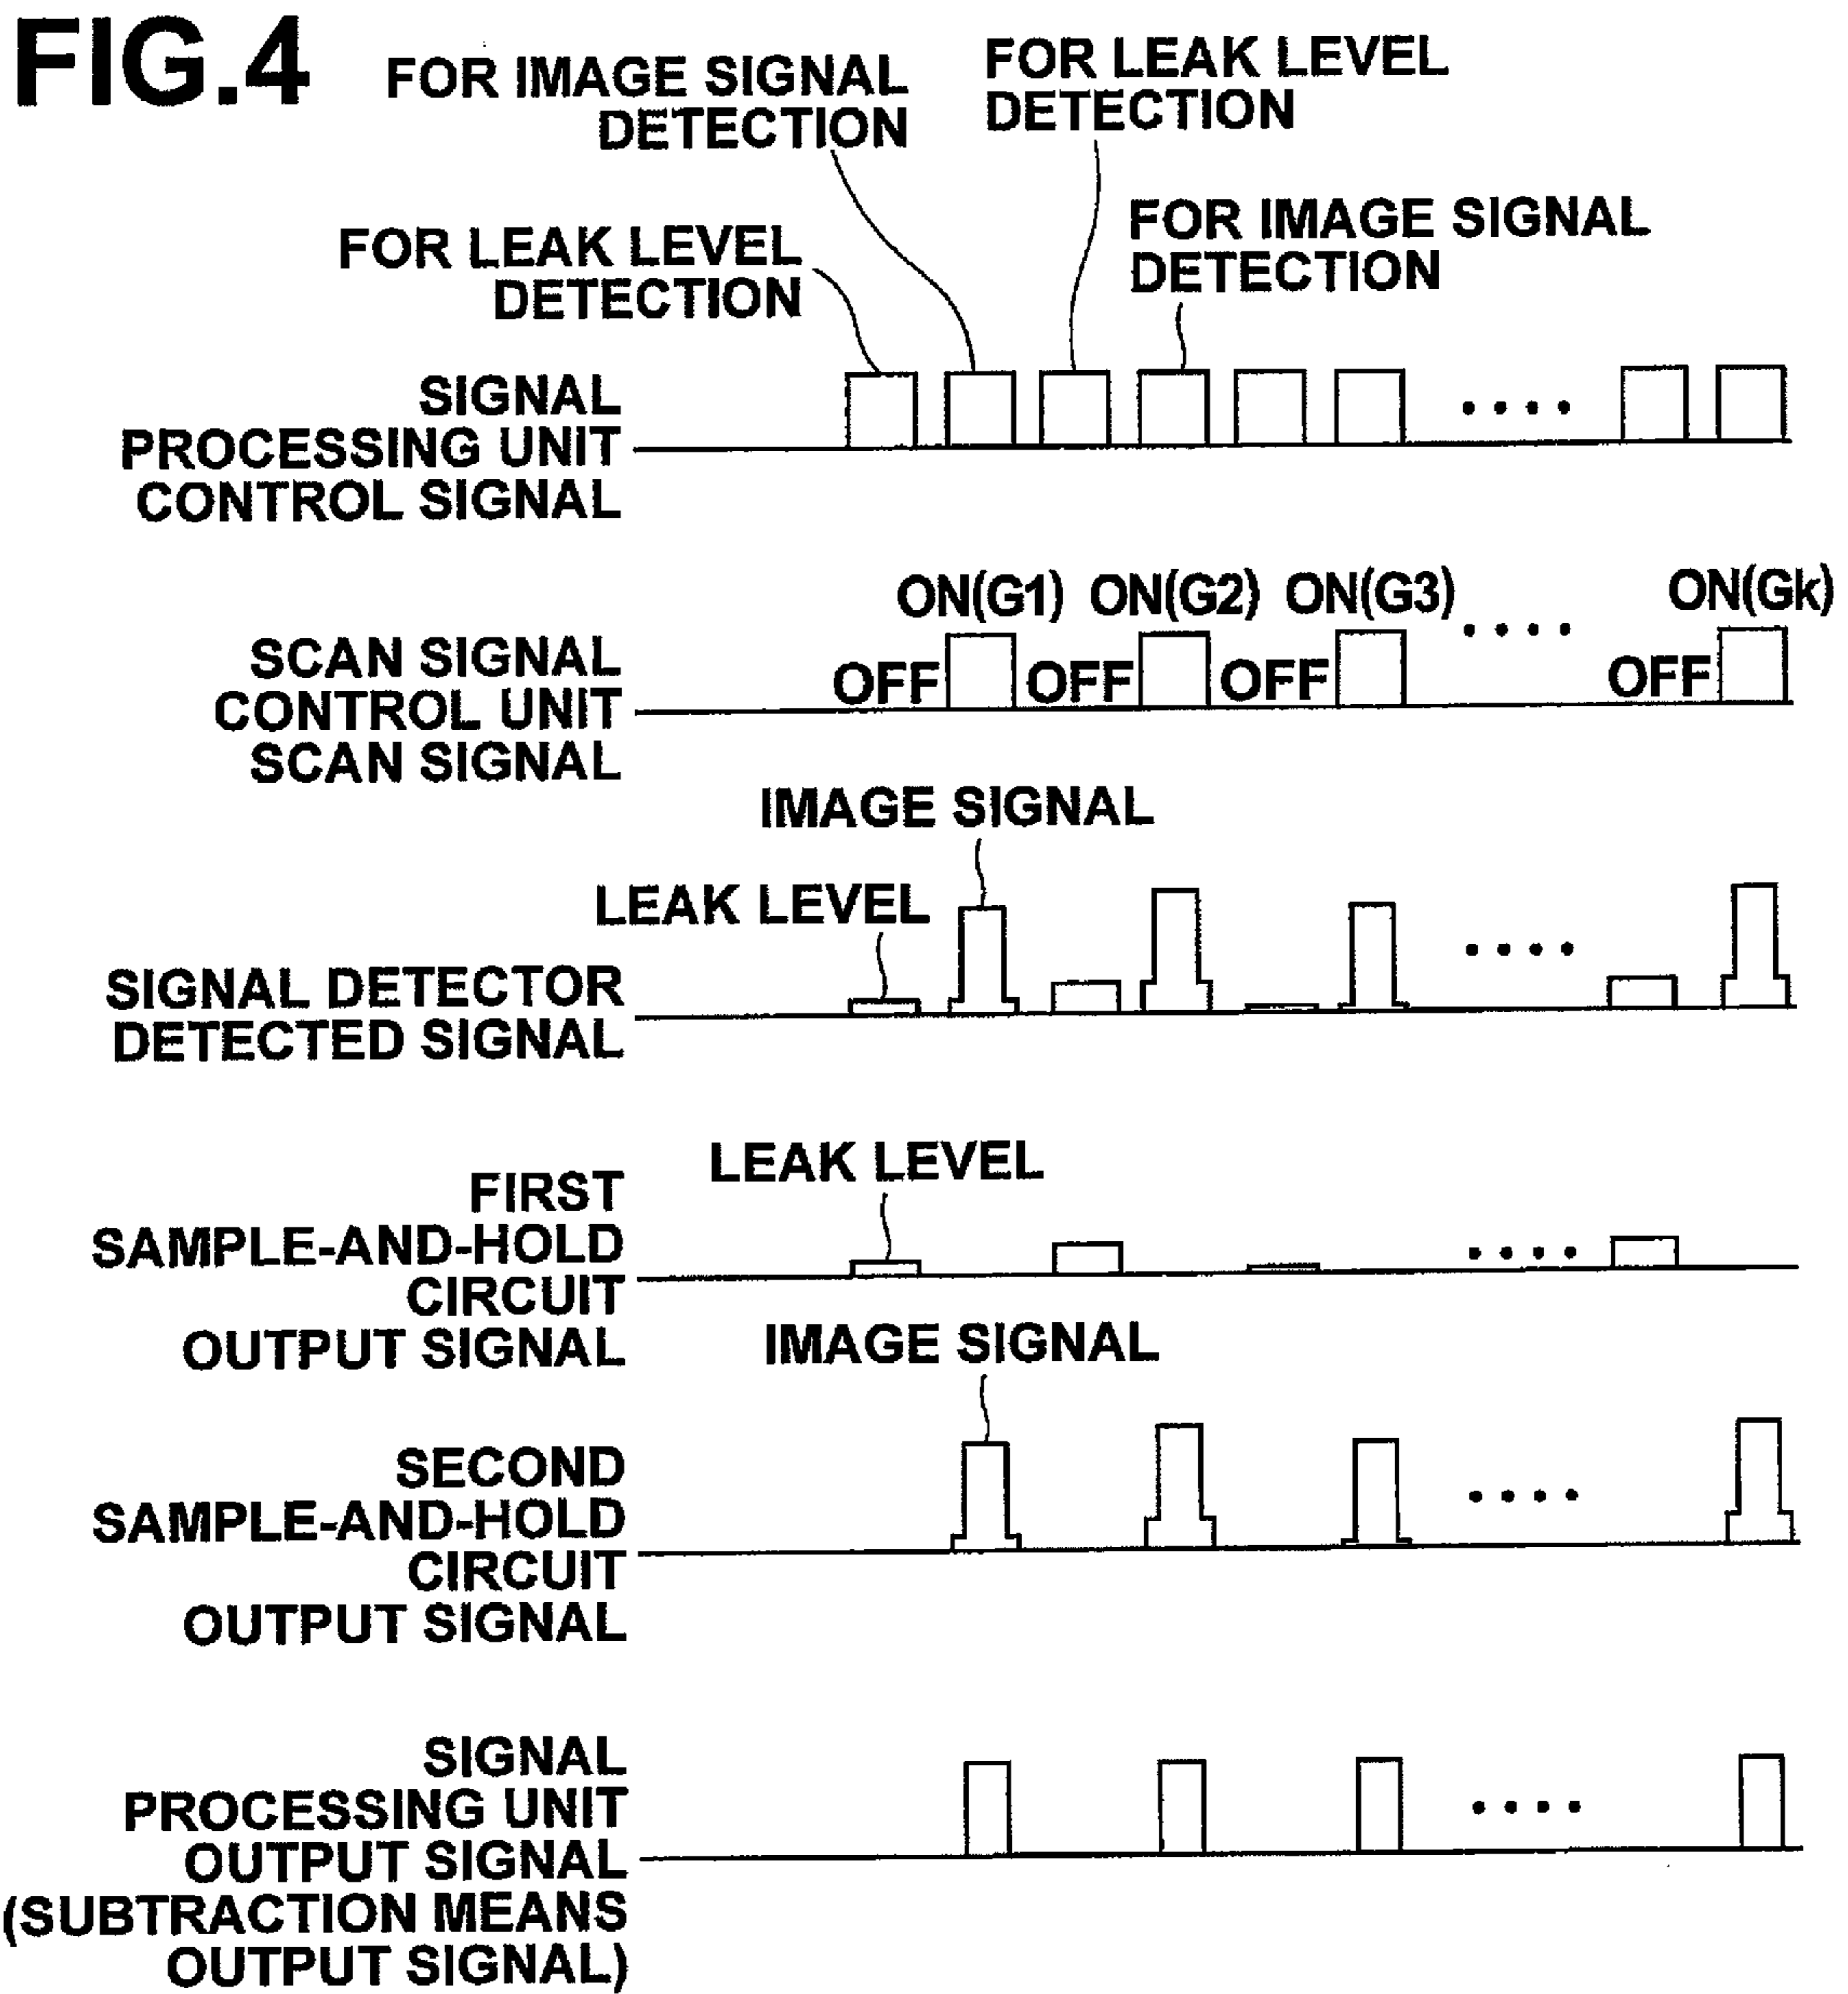 FIG.4
FOR IMAGE SIGNAL
DETECTION
FOR LEAK LEVEL
DETECTION
FOR LEAK LEVEL
DETECTION
FOR IMAGE SIGNAL
DETECTION
SIGNAL
PROCESSING UNIT
CONTROL SIGNAL
ON(G1) ON(G2) ON(G3) ON(Gk)
OFF OFF OFF OFF
SCAN SIGNAL
CONTROL UNIT
SCAN SIGNAL
IMAGE SIGNAL
LEAK LEVEL
SIGNAL DETECTOR
DETECTED SIGNAL
LEAK LEVEL
FIRST
SAMPLE-AND-HOLD
CIRCUIT
OUTPUT SIGNAL
IMAGE SIGNAL
SECOND
SAMPLE-AND-HOLD
CIRCUIT
OUTPUT SIGNAL
SIGNAL
PROCESSING UNIT
OUTPUT SIGNAL
(SUBTRACTION MEANS
OUTPUT SIGNAL)